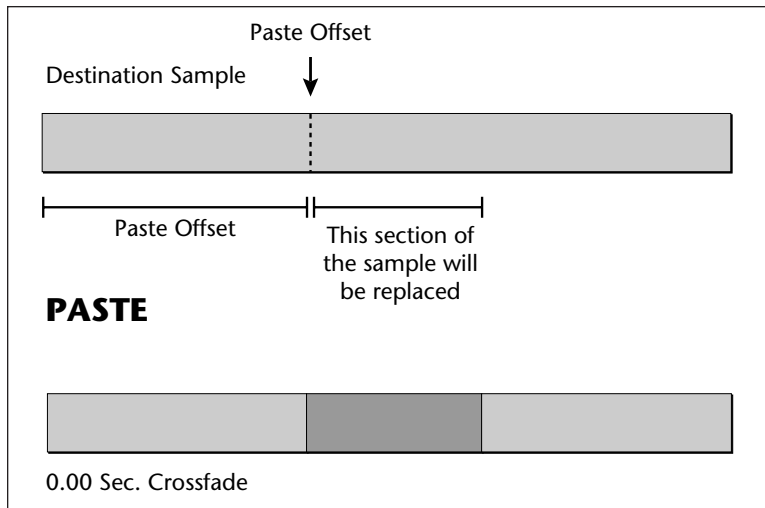 Paste Offset
Destination Sample
Paste Offset
This section of
the sample will
be replaced
PASTE
0.00 Sec. Crossfade